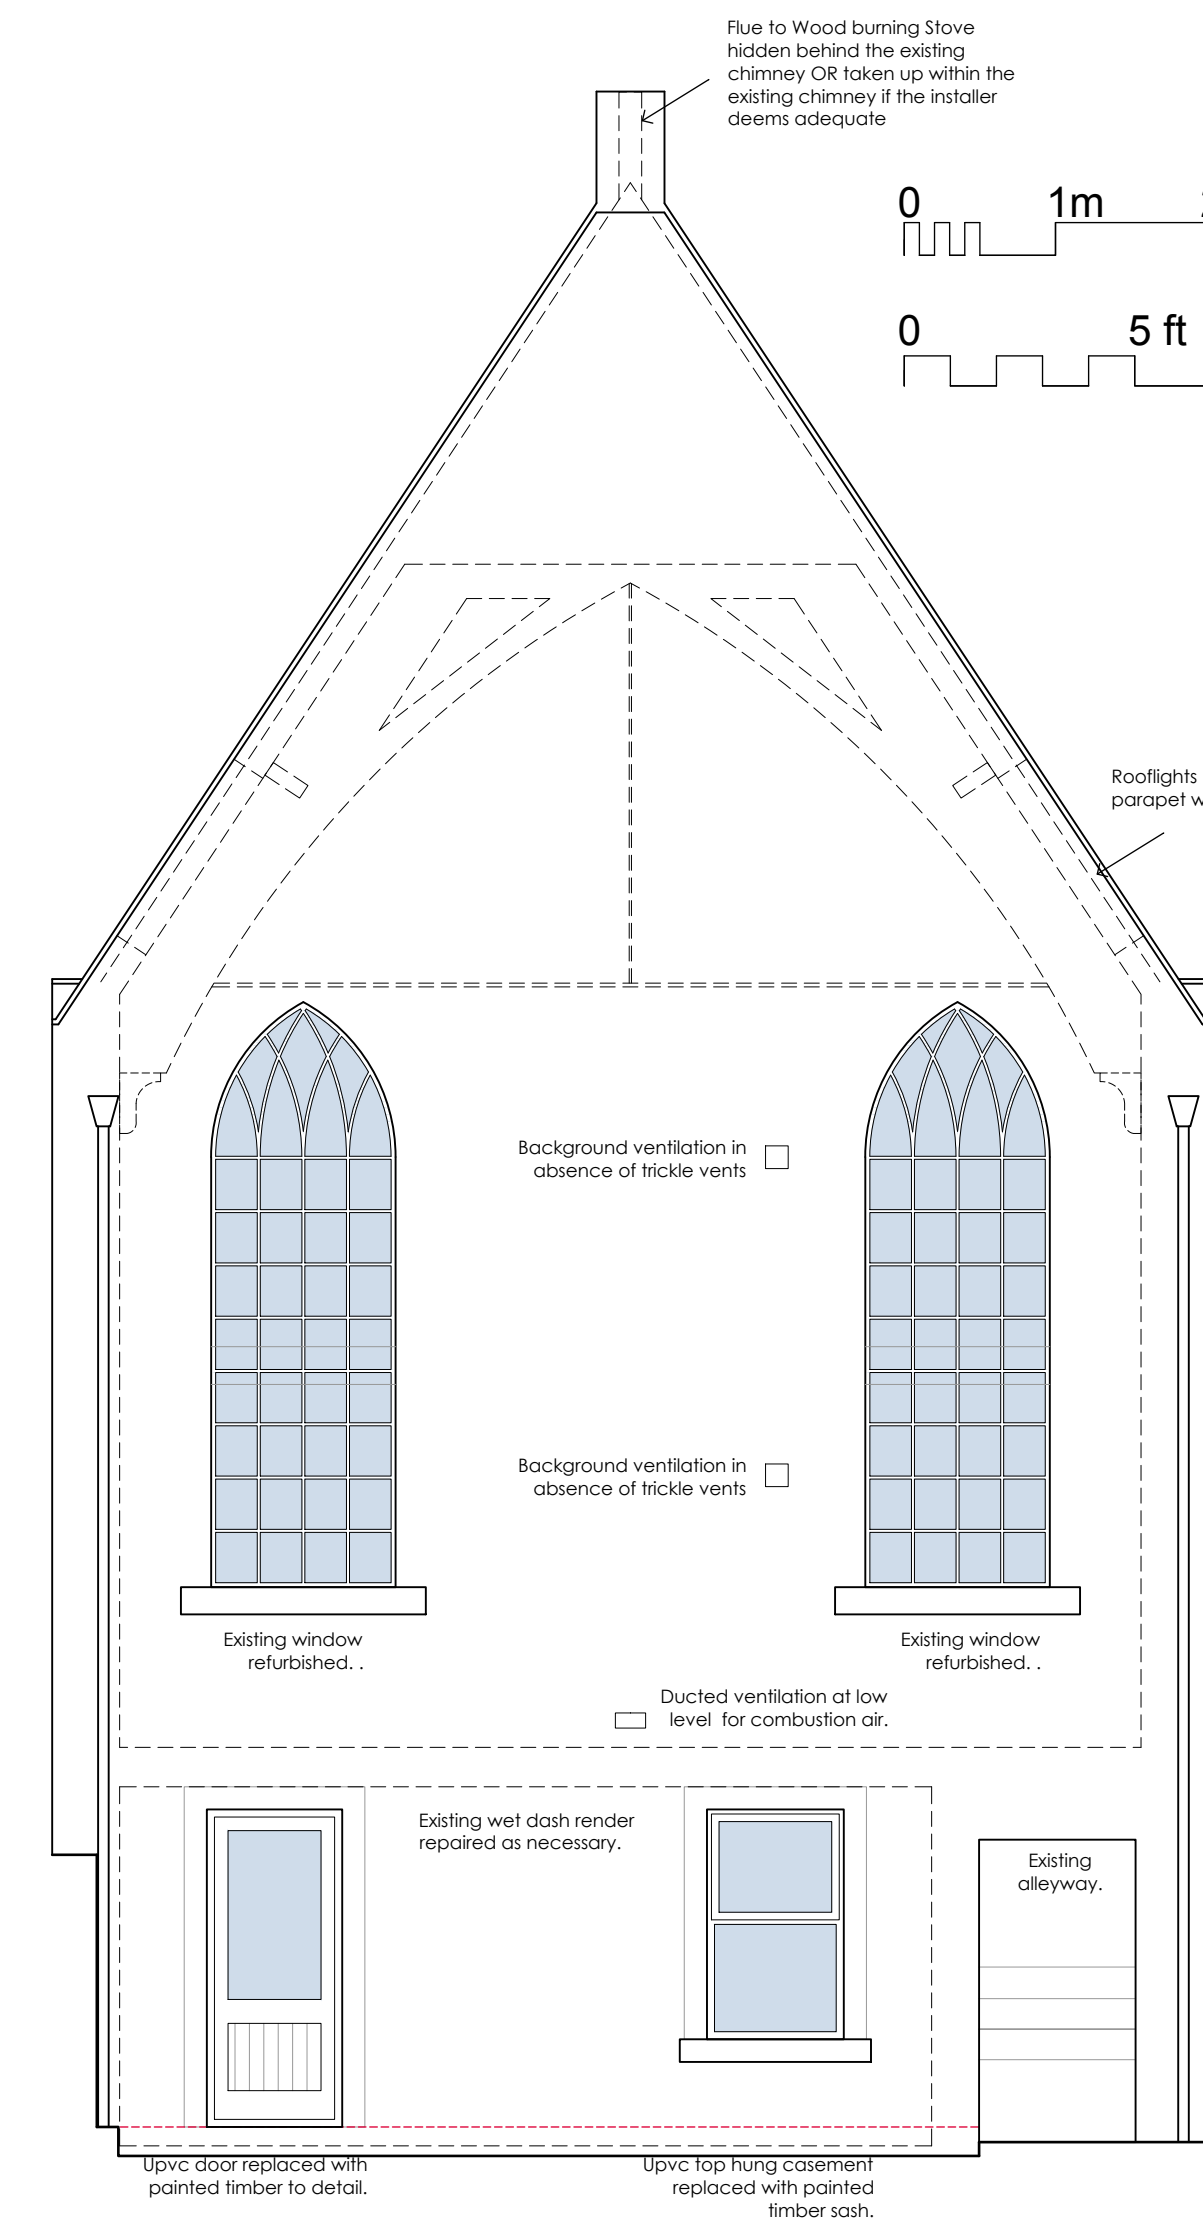 Flue to Wood burning Stove
hidden behind the existing
chimney OR taken up within the
existing chimney if the installer
deems adequate
0 1m
0 5 ft
Rooflights
parapet
Background ventilation in
absence of trickle vents
Background ventilation in
absence of trickle vents
Existing window
refurbished. .
Existing window
refurbished. .
Ducted ventilation at low
level for combustion air.
Existing wet dash render
repaired as necessary.
Existing
alleyway.
Upvc door replaced with
painted timber to detail.
Upvc top hung casement
replaced with painted
timber sash.